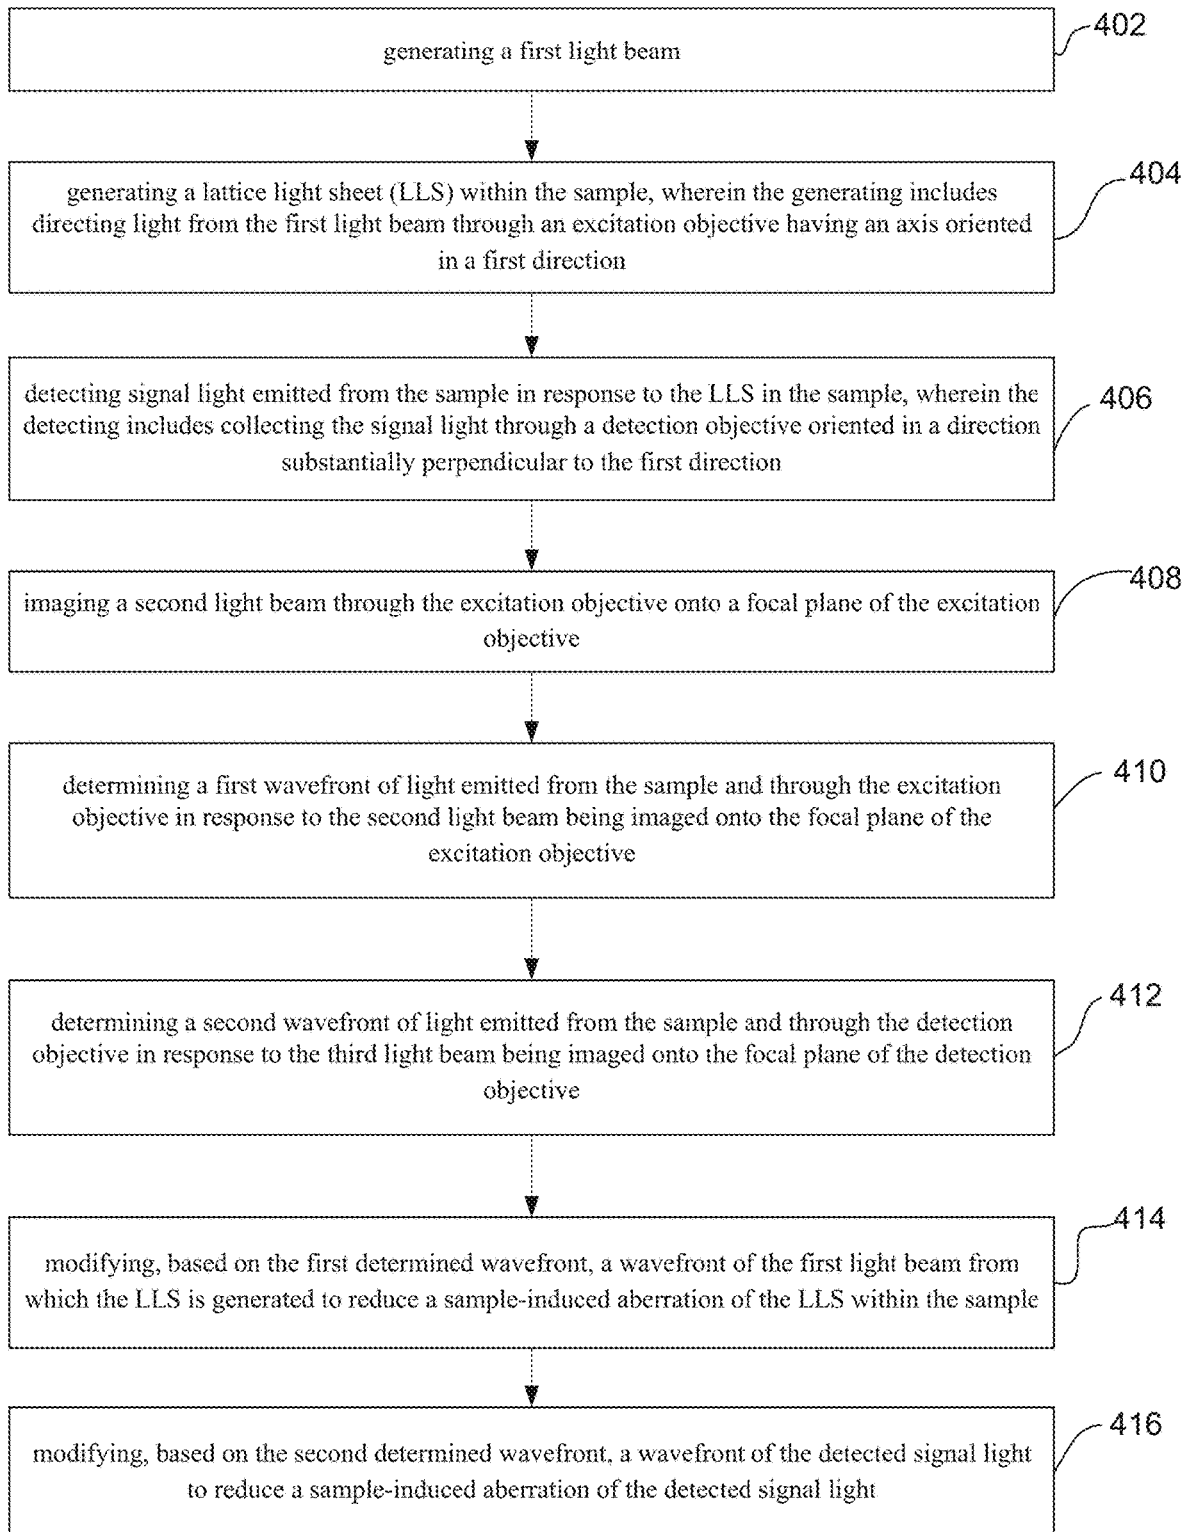 generating a first light beam
402
generating a lattice light sheet (LLS) within the sample, wherein the generating includes
directing light from the first light beam through an excitation objective having an axis oriented
in a first direction
404
detecting signal light emitted from the sample in response to the LLS in the sample, wherein the
detecting includes collecting the signal light through a detection objective oriented in a direction
substantially perpendicular to the first direction
406
imaging a second light beam through the excitation objective onto a focal plane of the excitation
objective
408
determining a first wavefront of light emitted from the sample and through the excitation
objective in response to the second light beam being imaged onto the focal plane of the
excitation objective
410
determining a second wavefront of light emitted from the sample and through the detection
objective in response to the third light beam being imaged onto the focal plane of the detection
objective
412
modifying, based on the first determined wavefront, a wavefront of the first light beam from
which the LLS is generated to reduce a sample-induced aberration of the LLS within the sample
414
modifying, based on the second determined wavefront, a wavefront of the detected signal light
to reduce a sample-induced aberration of the detected signal light
416